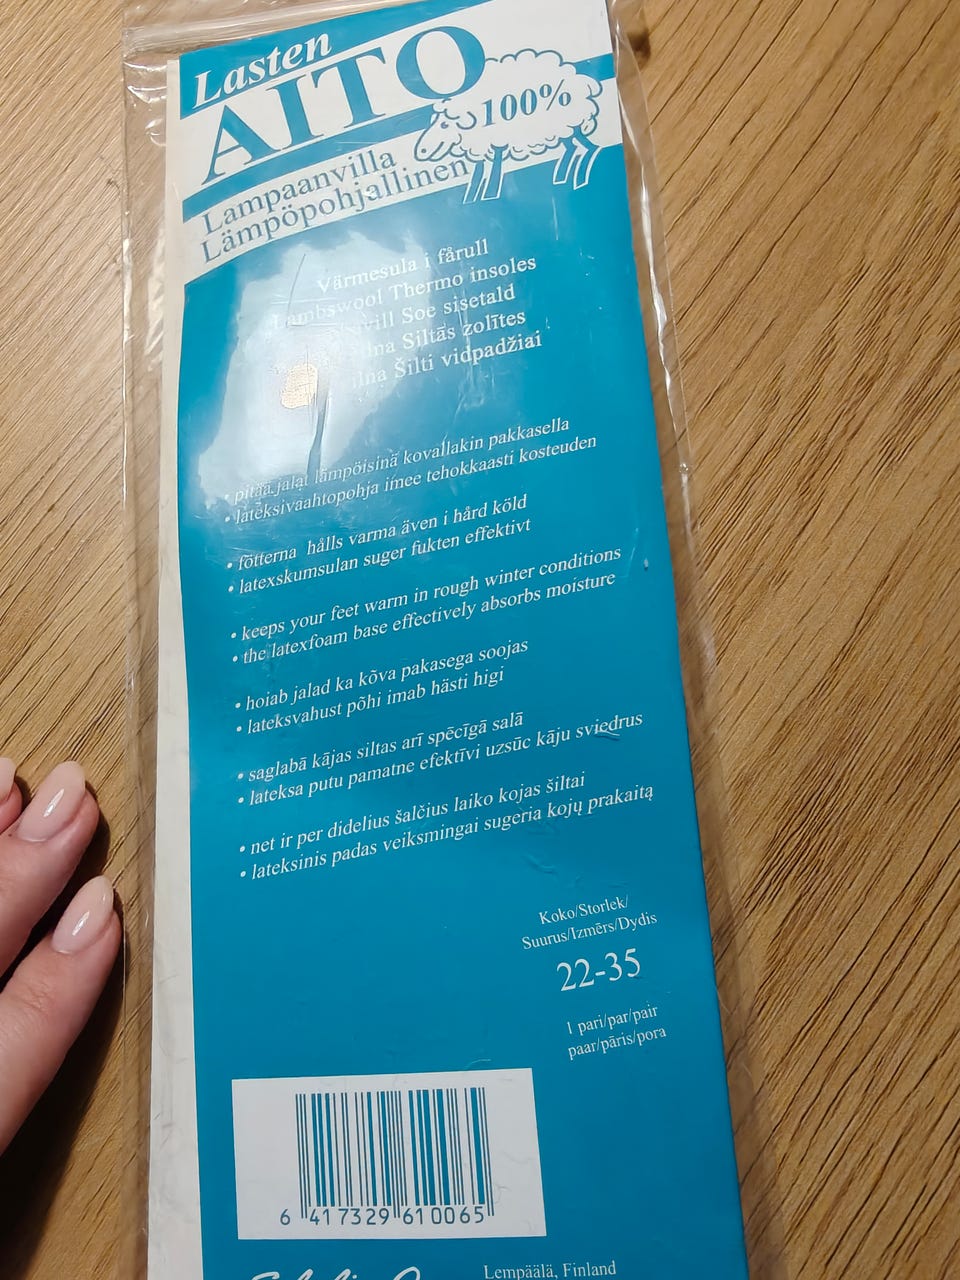 Lasten
AITO
100%
Lampaanvilla
Lämpöpohjallinen
Värmesula i fårull
Lambswool Thermo insoles
Soe sisetald
Siltās zolītes
Šilti vidpadžiai
• pitää jalat lämpöisinä kovallakin pakkasella
• lateksivaahtopohja imee tehokkaasti kosteuden
• fötterna hålls varma även i hård köld
• latexskumsulan suger fukten effektivt
• keeps your feet warm in rough winter conditions
• the latexfoam base effectively absorbs moisture
• hoiab jalad ka kõva pakasega soojas
• lateksvahust põhi imab hästi higi
• saglabā kājas siltas arī spēcīgā salā
• lateksa putu pamatne efektīvi uzsūc kāju sviedrus
• net ir per didelius šalčius laiko kojas šiltai
• lateksinis padas veiksmingai sugeria kojų prakaitą
Koko/Storlek/
Suurus/Izmērs/Dydis
22-35
1 pari/par/pair
paar/pāris/pora
6 417329 610065
Lempäälä, Finland